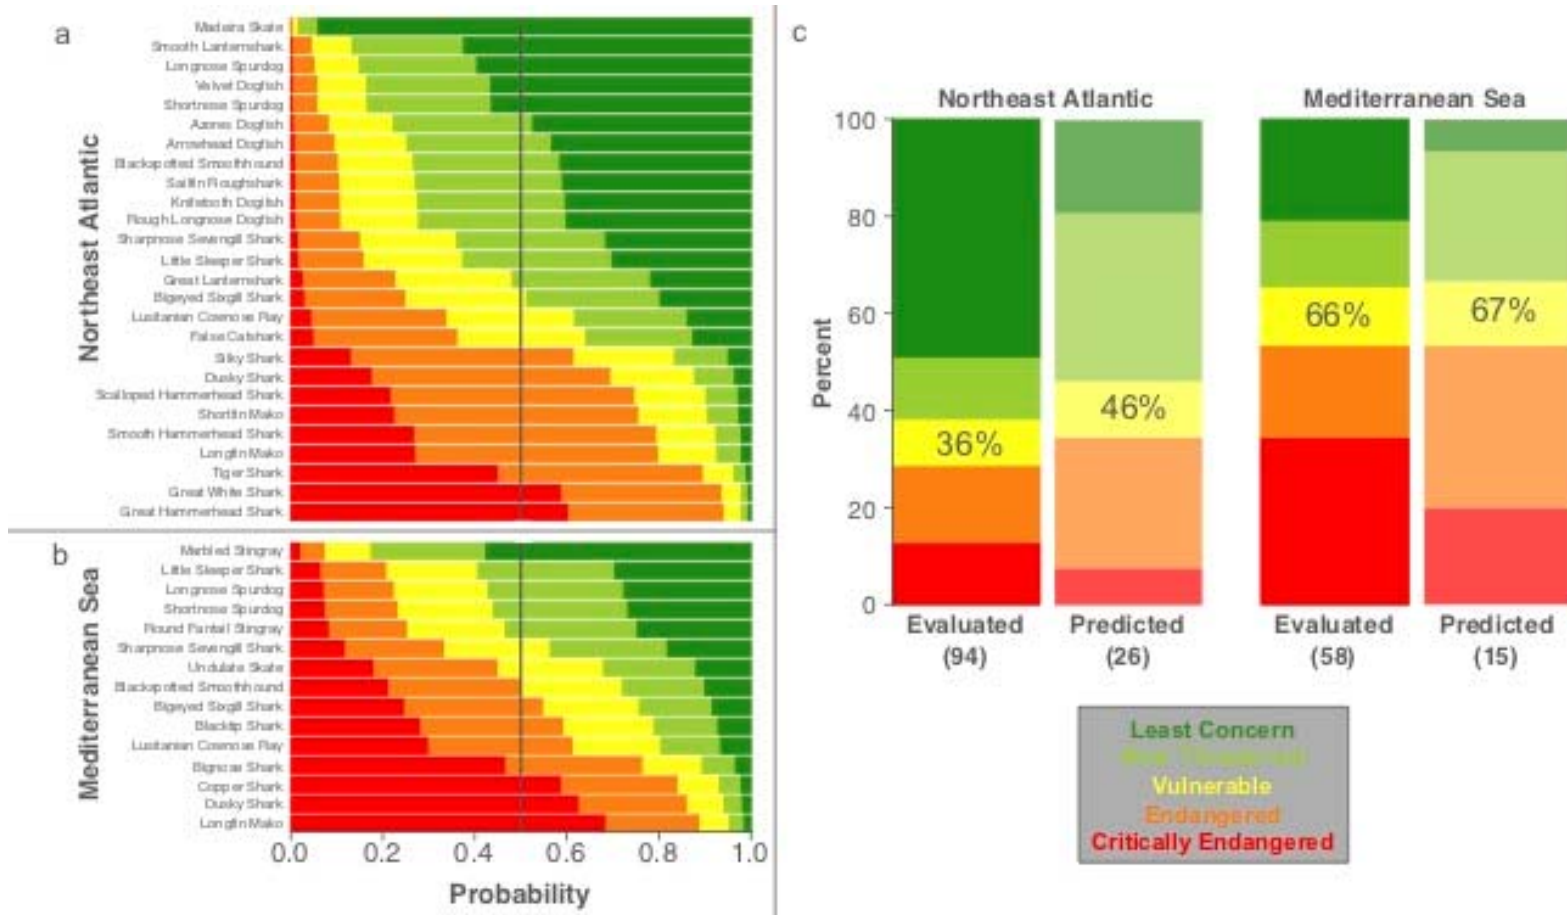 a
Northeast Atlantic
Madeira Skate
Smooth Lanternshark
Longnose Spurdog
Velvet Dogfish
Shortnose Spurdog
Azores Dogfish
Arrowhead Dogfish
Blackspotted Smoothhound
Sailfin Roughshark
Knifetooth Dogfish
Rough Longnose Dogfish
Sharpnose Sevengill Shark
Little Sleeper Shark
Great Lanternshark
Bigeyed Sixgill Shark
Lusitanian Cownose Ray
False Catshark
Silky Shark
Dusky Shark
Scalloped Hammerhead Shark
Shortfin Mako
Smooth Hammerhead Shark
Longfin Mako
Tiger Shark
Great White Shark
Great Hammerhead Shark
b
Mediterranean Sea
Marbled Stingray
Little Sleeper Shark
Longnose Spurdog
Shortnose Spurdog
Round Fantail Stingray
Sharpnose Sevengill Shark
Undulate Skate
Blackspotted Smoothhound
Bigeyed Sixgill Shark
Blacktip Shark
Lusitanian Cownose Ray
Bignose Shark
Copper Shark
Dusky Shark
Longfin Mako
0.0 0.2 0.4 0.6 0.8 1.0
Probability
c
Northeast Atlantic Mediterranean Sea
Percent
100
80
60
40
20
0
36% 46% 66% 67%
Evaluated Predicted Evaluated Predicted
(94) (26) (58) (15)
Least Concern
Near Threatened
Vulnerable
Endangered
Critically Endangered